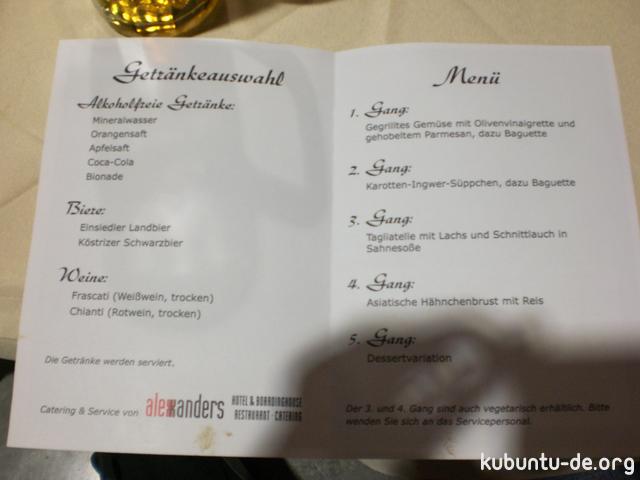 Getränkeauswahl
Alkoholfreie Getränke:
Mineralwasser
Orangensaft
Apfelsaft
Coca-Cola
Bionade
Biere:
Einsiedler Landbier
Köstrizer Schwarzbier
Weine:
Frascati (Weißwein, trocken)
Chianti (Rotwein, trocken)
Die Getränke werden serviert.
Catering & Service von alexxanders HOTEL & BOARDINGHOUSE
RESTAURANT · CATERING
Menü
1. Gang:
Gegrilltes Gemüse mit Olivenvinaigrette und
gehobeltem Parmesan, dazu Baguette
2. Gang:
Karotten-Ingwer-Süppchen, dazu Baguette
3. Gang:
Tagliatelle mit Lachs und Schnittlauch in
Sahnesoße
4. Gang:
Asiatische Hähnchenbrust mit Reis
5. Gang:
Dessertvariation
Der 3. und 4. Gang sind auch vegetarisch erhältlich. Bitte
wenden Sie sich an das Servicepersonal.
kubuntu-de.org